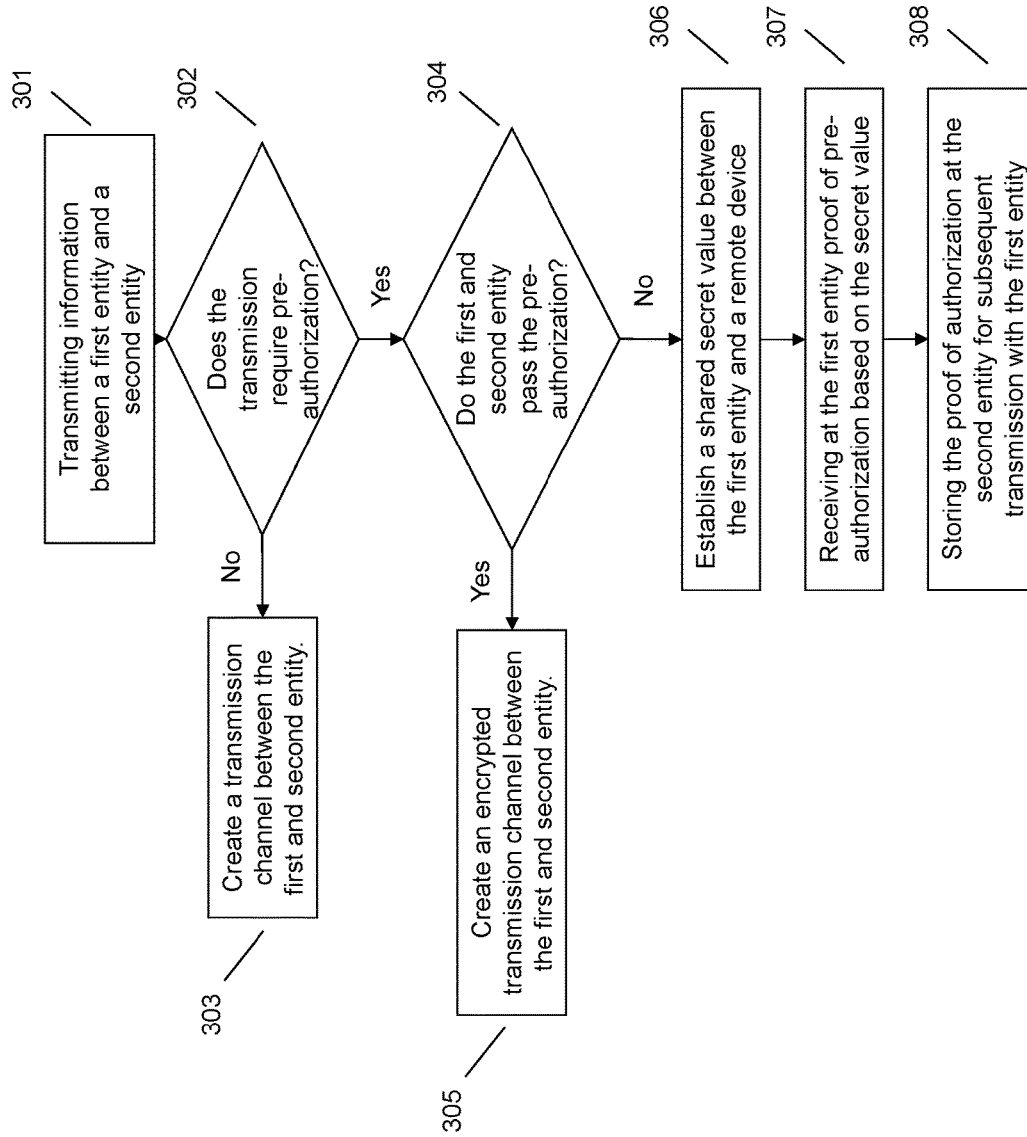 301
Transmitting information
between a first entity and a
second entity
302
Does the
transmission
require pre-
authorization?
No
Yes
Create a transmission
channel between the
first and second entity.
303
304
Do the first and
second entity
pass the pre-
authorization?
Yes
No
Create an encrypted
transmission channel between
the first and second entity.
305
306
Establish a shared secret value between
the first entity and a remote device
307
Receiving at the first entity proof of pre-
authorization based on the secret value
308
Storing the proof of authorization at the
second entity for subsequent
transmission with the first entity